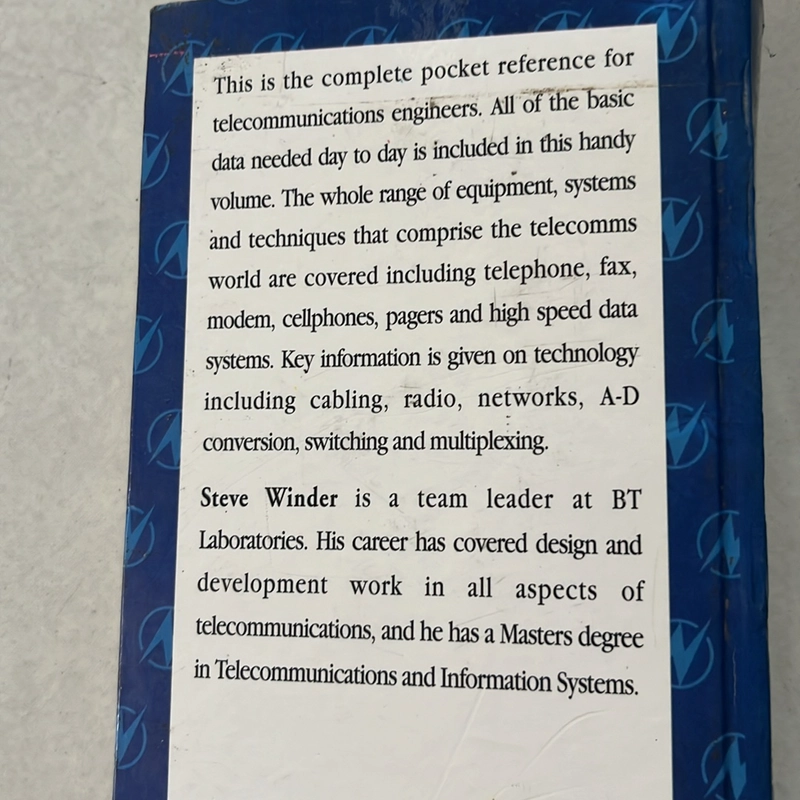 This is the complete pocket reference for
telecommunications engineers. All of the basic
data needed day to day is included in this handy
volume. The whole range of equipment, systems
and techniques that comprise the telecomms
world are covered including telephone, fax,
modem, cellphones, pagers and high speed data
systems. Key information is given on technology
including cabling, radio, networks, A-D
conversion, switching and multiplexing.
Steve Winder is a team leader at BT
Laboratories. His career has covered design and
development work in all aspects of
telecommunications, and he has a Masters degree
in Telecommunications and Information Systems.